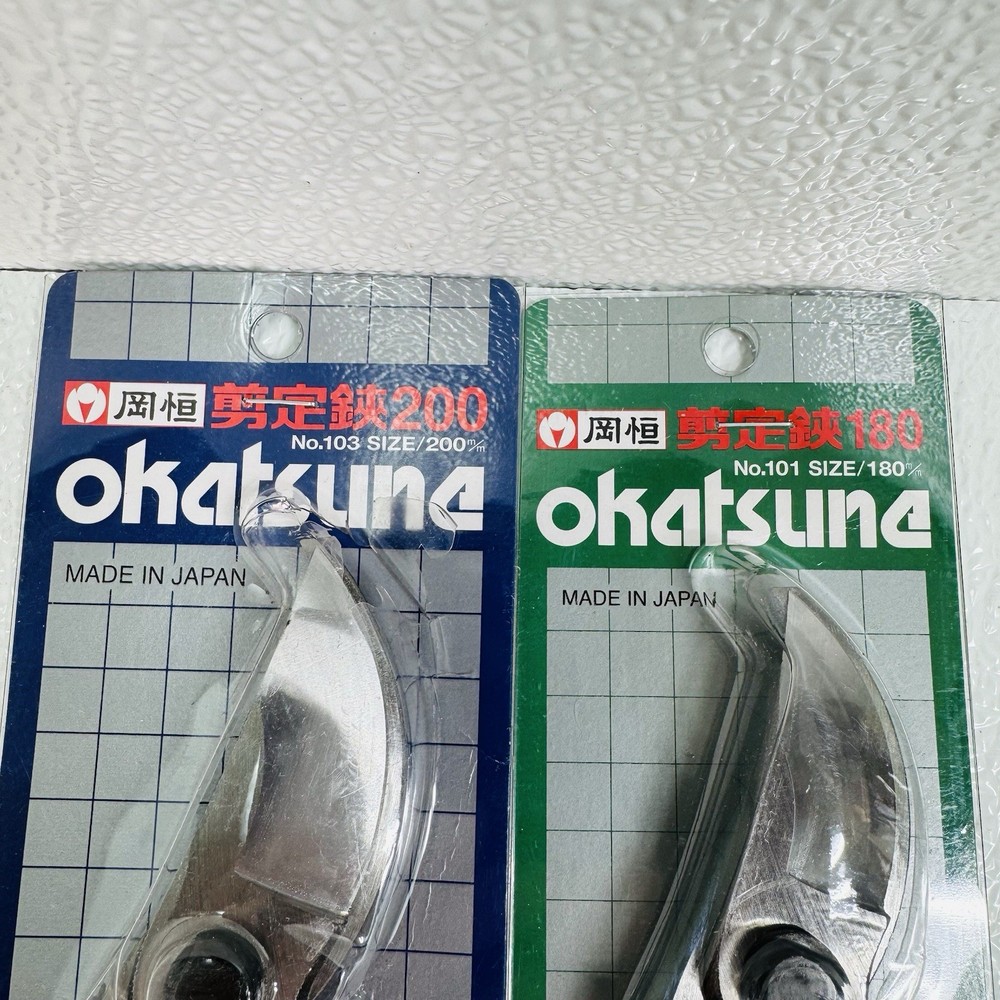 岡恒 剪定鋏200
No.103 SIZE/200m/m
okatsune
MADE IN JAPAN
岡恒 剪定鋏180
No.101 SIZE/180m/m
okatsune
MADE IN JAPAN